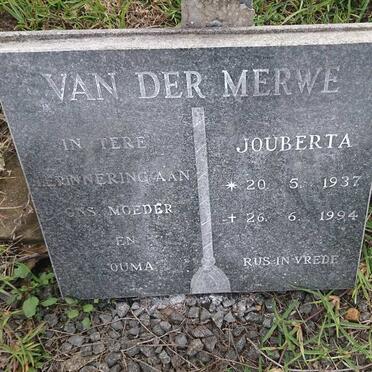 VAN DER MERWE
IN TERE
HERINNERING AAN
ONS MOEDER
EN
OUMA
JOUBERTA
* 20. 5. 1937
+ 26. 6. 1994
RUS IN VREDE